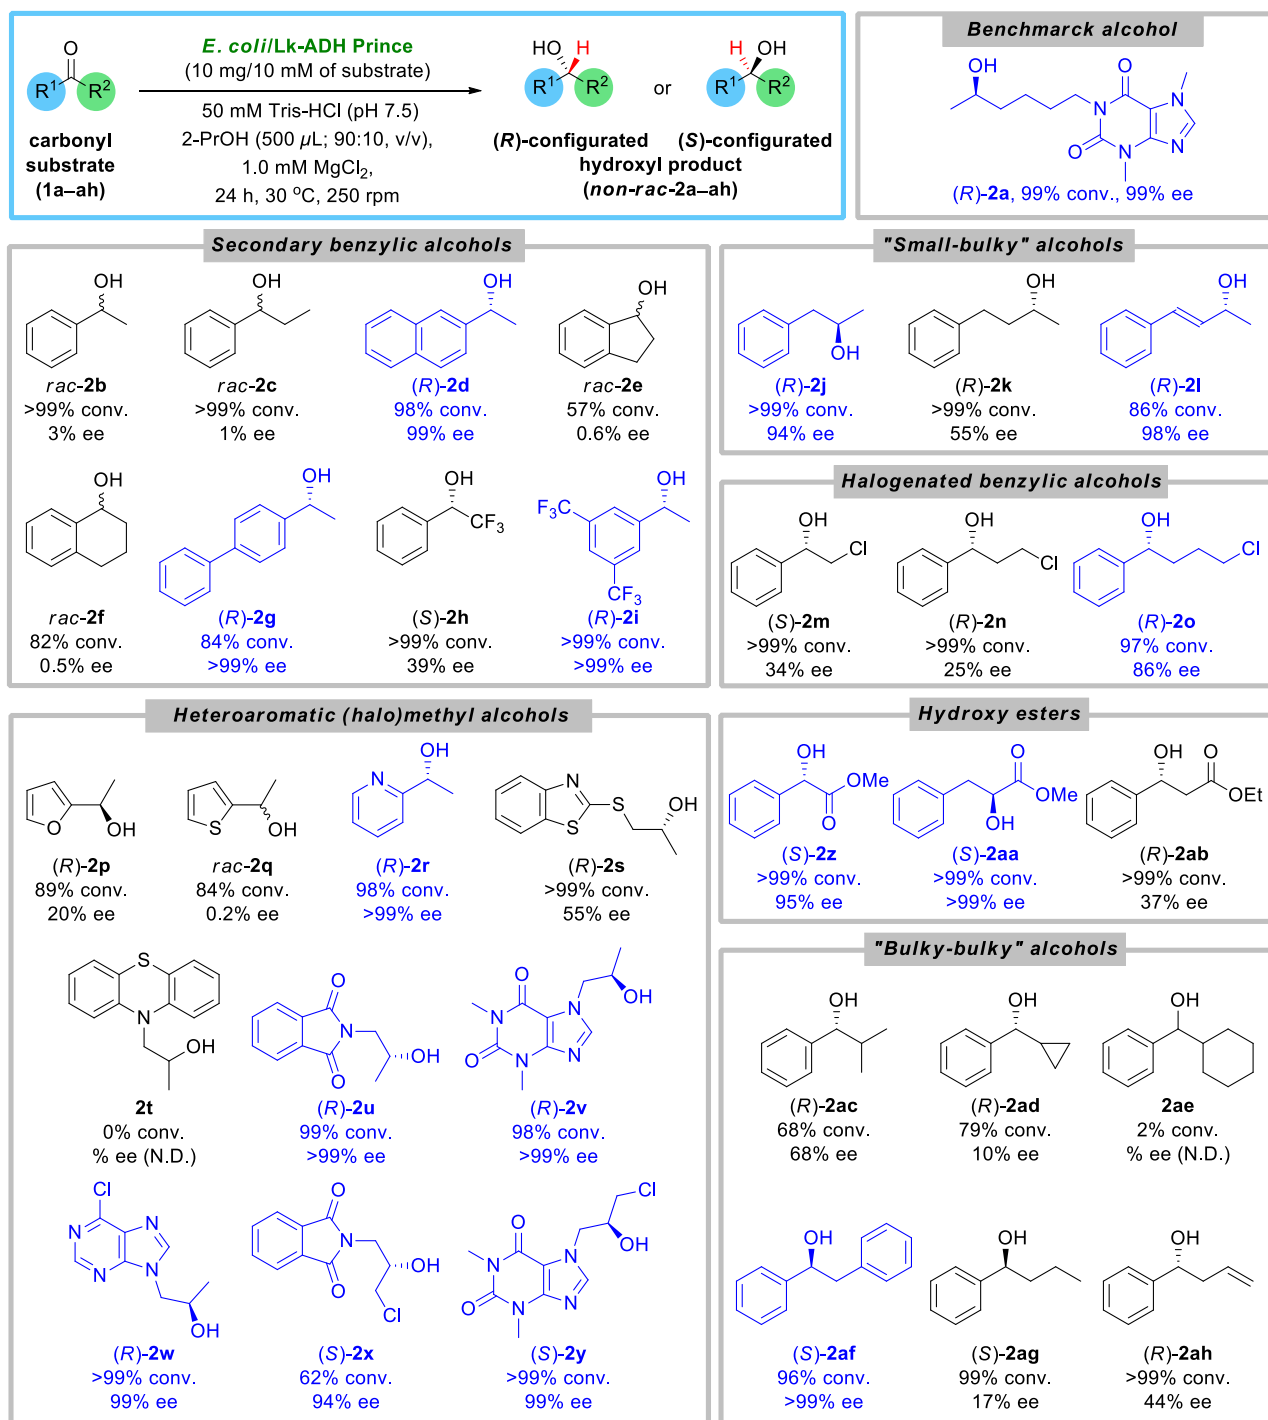 E. coli/Lk-ADH Prince
(10 mg/10 mM of substrate)
50 mM Tris-HCl (pH 7.5)
2-PrOH (500 µL; 90:10, v/v),
1.0 mM MgCl2,
24 h, 30 °C, 250 rpm
O
R1
R2
carbonyl
substrate
(1a–ah)
HO
H
R1
R2
or
H
OH
R1
R2
(R)-configurated
(S)-configurated
hydroxyl product
(non-rac-2a–ah)
Benchmarck alcohol
OH
O
N
N
O
N
N
(R)-2a, 99% conv., 99% ee
Secondary benzylic alcohols
OH
OH
OH
OH
rac-2b
rac-2c
(R)-2d
rac-2e
>99% conv.
>99% conv.
98% conv.
57% conv.
3% ee
1% ee
99% ee
0.6% ee
OH
OH
OH
CF3
OH
F3C
CF3
rac-2f
(R)-2g
(S)-2h
(R)-2i
82% conv.
84% conv.
>99% conv.
>99% conv.
0.5% ee
>99% ee
39% ee
>99% ee
"Small-bulky" alcohols
OH
OH
OH
(R)-2j
(R)-2k
(R)-2l
>99% conv.
>99% conv.
86% conv.
94% ee
55% ee
98% ee
Halogenated benzylic alcohols
OH
Cl
OH
Cl
OH
Cl
(S)-2m
(R)-2n
(R)-2o
>99% conv.
>99% conv.
97% conv.
34% ee
25% ee
86% ee
Heteroaromatic (halo)methyl alcohols
O
OH
S
OH
N
OH
N
S
S
OH
(R)-2p
rac-2q
(R)-2r
(R)-2s
89% conv.
84% conv.
98% conv.
>99% conv.
20% ee
0.2% ee
>99% ee
55% ee
S
N
OH
O
N
O
OH
O
N
O
N
N
N
OH
2t
(R)-2u
(R)-2v
0% conv.
99% conv.
98% conv.
% ee (N.D.)
>99% ee
>99% ee
Cl
N
N
N
N
OH
O
N
O
OH
Cl
O
N
O
N
N
N
OH
Cl
(R)-2w
(S)-2x
(S)-2y
>99% conv.
62% conv.
>99% conv.
99% ee
94% ee
99% ee
Hydroxy esters
OH
OMe
O
O
OMe
OH
OH
O
OEt
(S)-2z
(S)-2aa
(R)-2ab
>99% conv.
>99% conv.
>99% conv.
95% ee
>99% ee
37% ee
"Bulky-bulky" alcohols
OH
OH
OH
(R)-2ac
(R)-2ad
2ae
68% conv.
79% conv.
2% conv.
68% ee
10% ee
% ee (N.D.)
OH
OH
OH
(S)-2af
(S)-2ag
(R)-2ah
96% conv.
99% conv.
>99% conv.
>99% ee
17% ee
44% ee